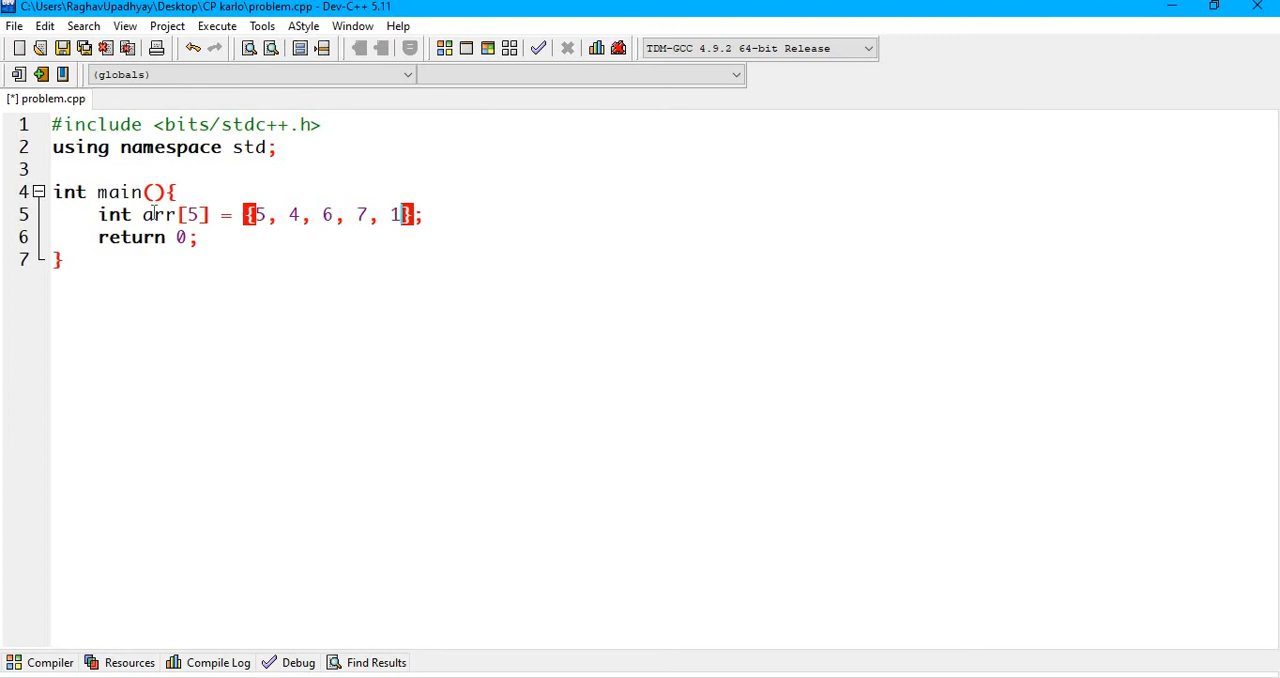 C:\Users\RaghavUpadhyay\Desktop\CP karlo\problem.cpp - Dev-C++ 5.11
File Edit Search View Project Execute Tools AStyle Window Help
TDM-GCC 4.9.2 64-bit Release
(globals)
[*] problem.cpp
1 #include <bits/stdc++.h>
2 using namespace std;
3
4 int main(){
5 int arr[5] = {5, 4, 6, 7, 1};
6 return 0;
7 }
Compiler Resources Compile Log Debug Find Results